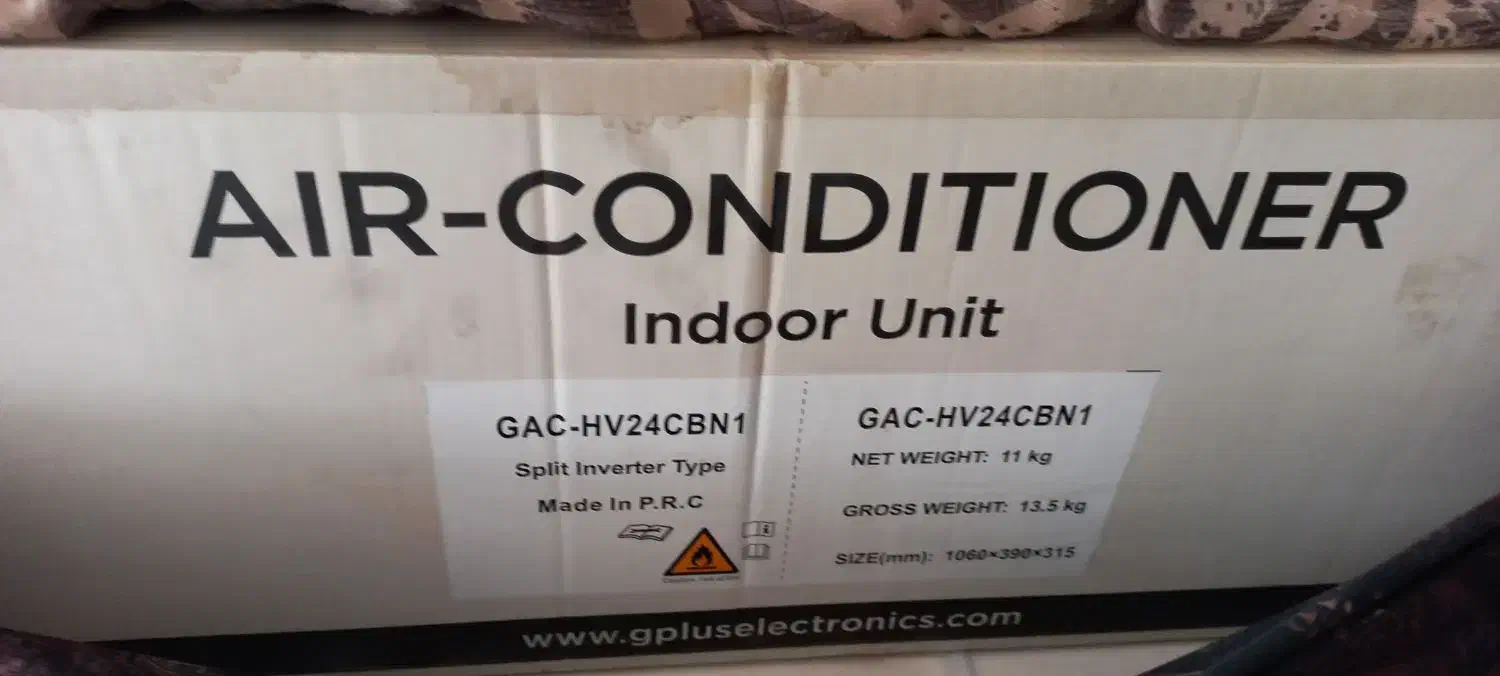 AIR-CONDITIONER
Indoor Unit
GAC-HV24CBN1
Split Inverter Type
Made In P.R.C
GAC-HV24CBN1
NET WEIGHT: 11 kg
GROSS WEIGHT: 13.5 kg
SIZE(mm): 1060×390×315
www.gpluselectronics.com